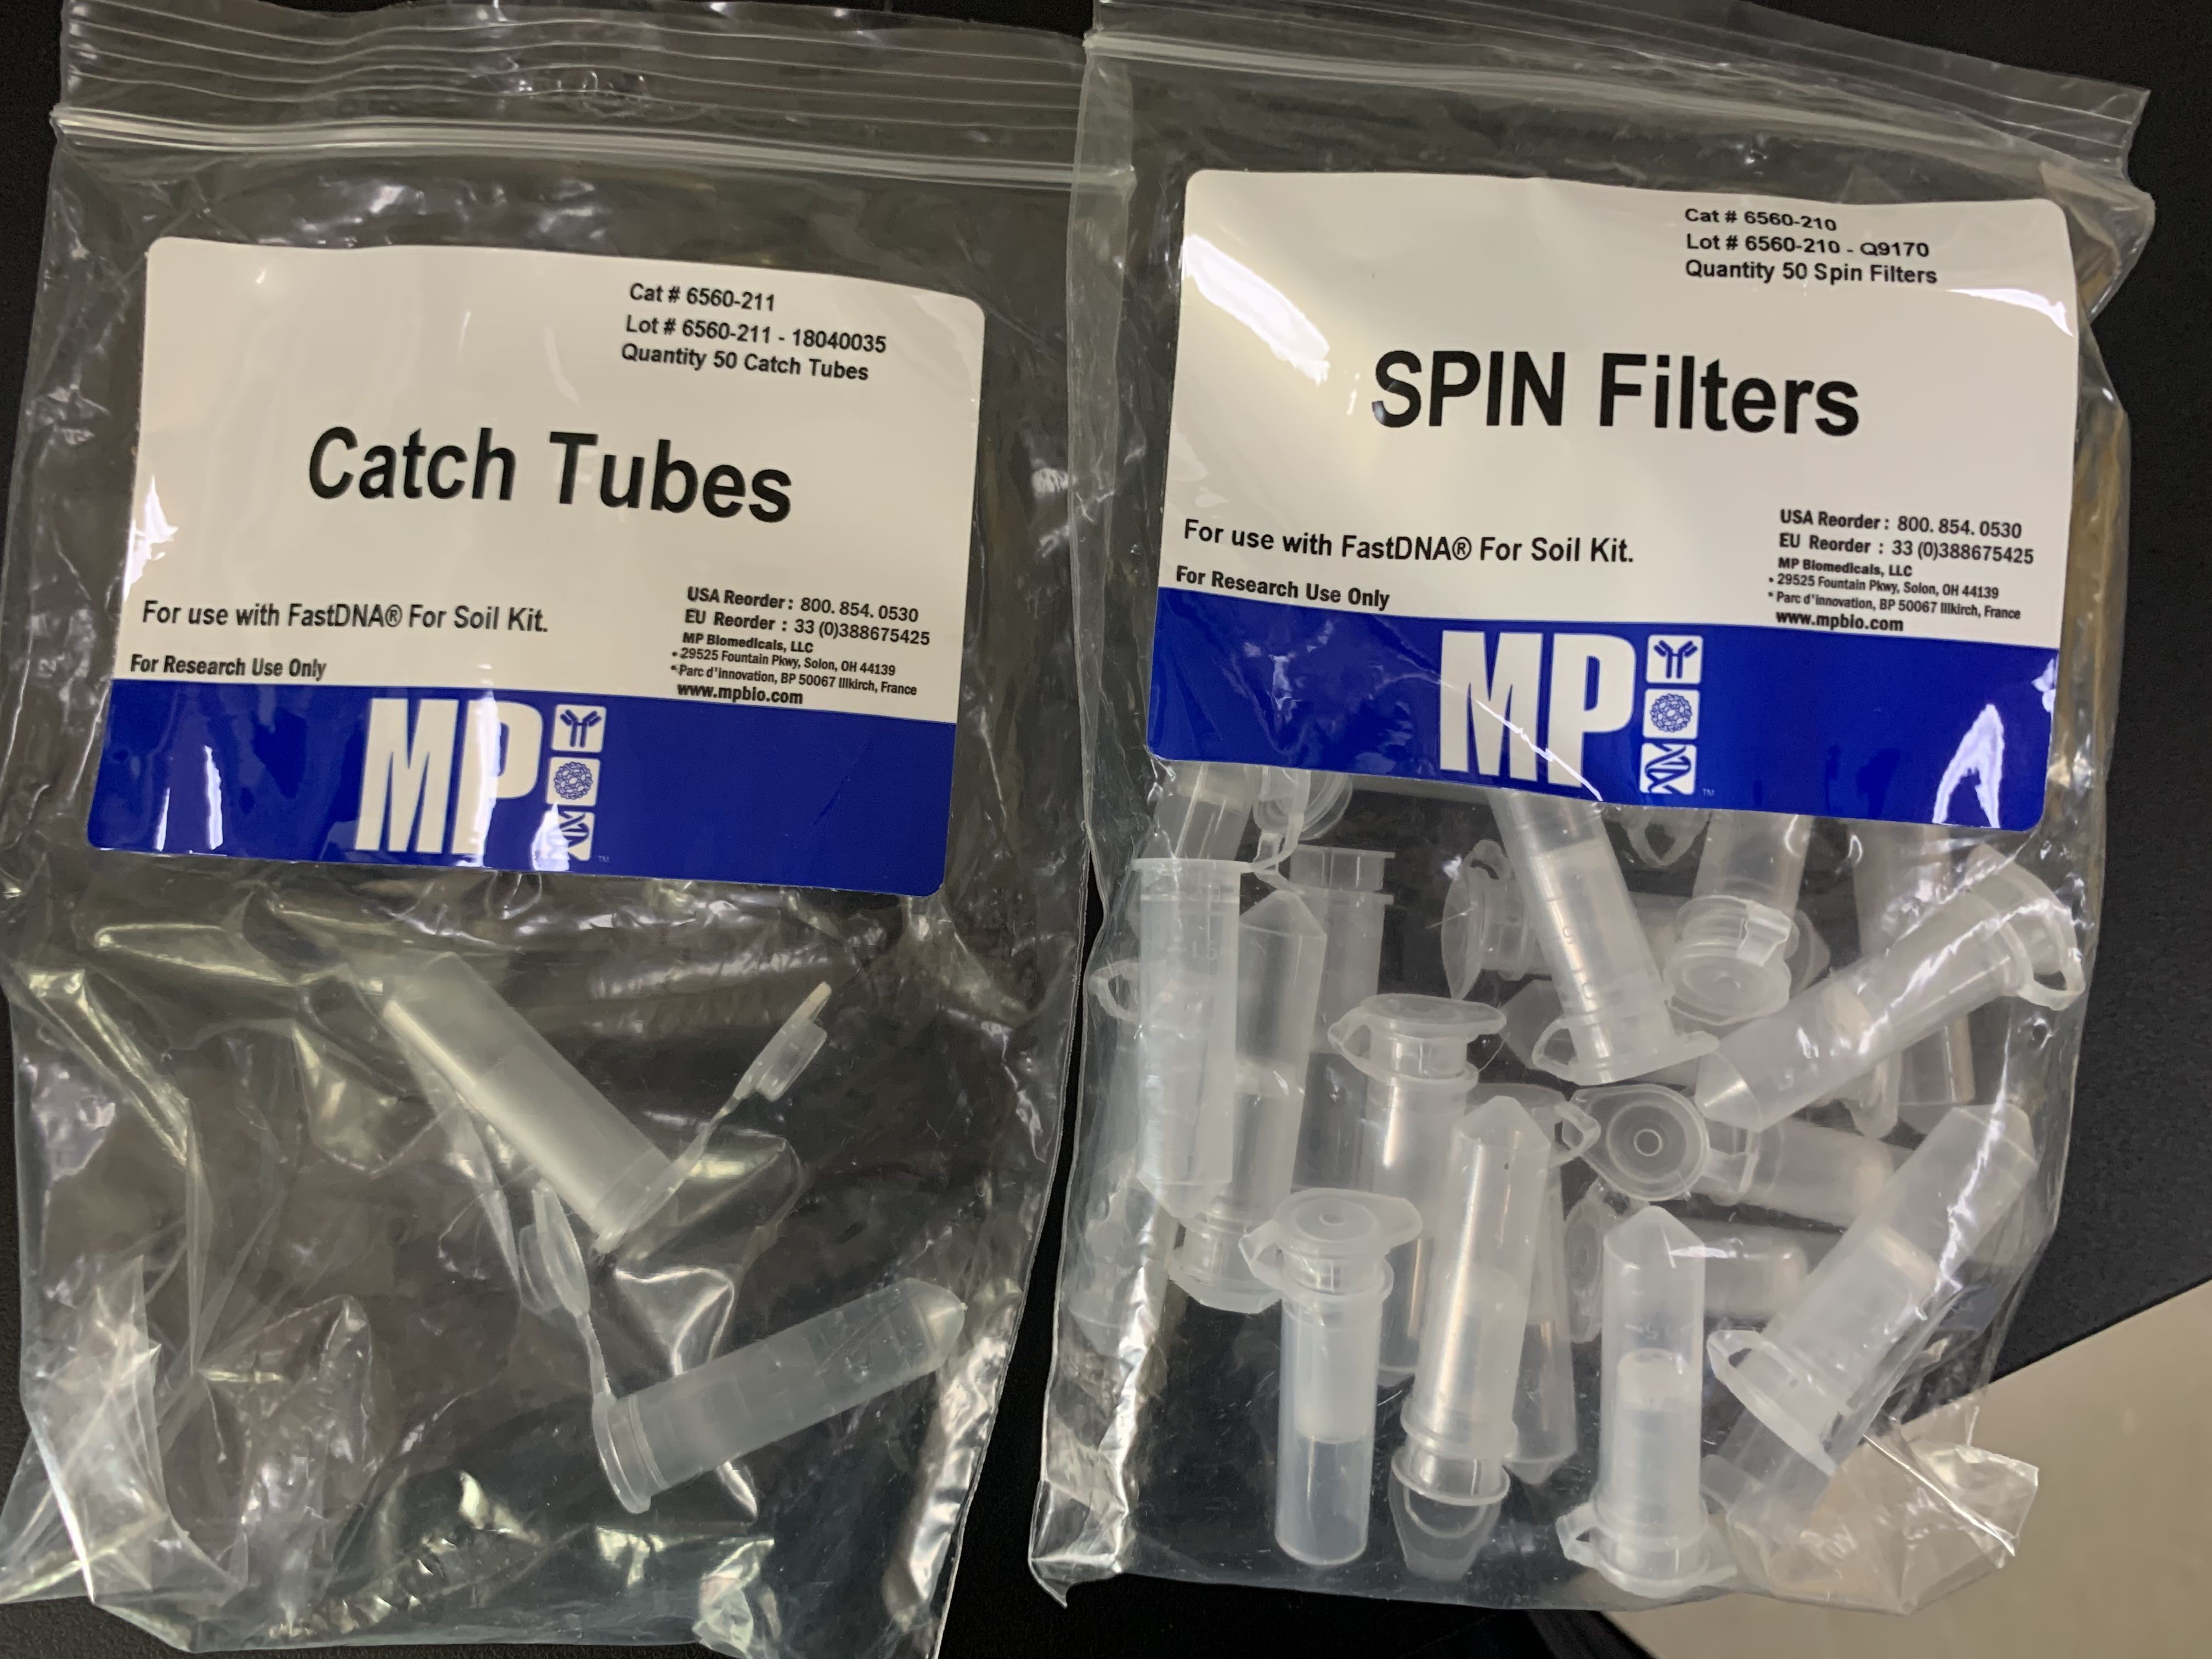 Cat # 6560-211
Lot # 6560-211 - 18040035
Quantity 50 Catch Tubes
Catch Tubes
For use with FastDNA® For Soil Kit.
For Research Use Only
USA Reorder : 800. 854. 0530
EU Reorder : 33 (0)388675425
MP Biomedicals, LLC
• 29525 Fountain Pkwy, Solon, OH 44139
• Parc d'innovation, BP 50067 Illkirch, France
www.mpbio.com
MP
TM
Cat # 6560-210
Lot # 6560-210 - Q9170
Quantity 50 Spin Filters
SPIN Filters
For use with FastDNA® For Soil Kit.
For Research Use Only
USA Reorder : 800. 854. 0530
EU Reorder : 33 (0)388675425
MP Biomedicals, LLC
• 29525 Fountain Pkwy, Solon, OH 44139
• Parc d'innovation, BP 50067 Illkirch, France
www.mpbio.com
MP
TM